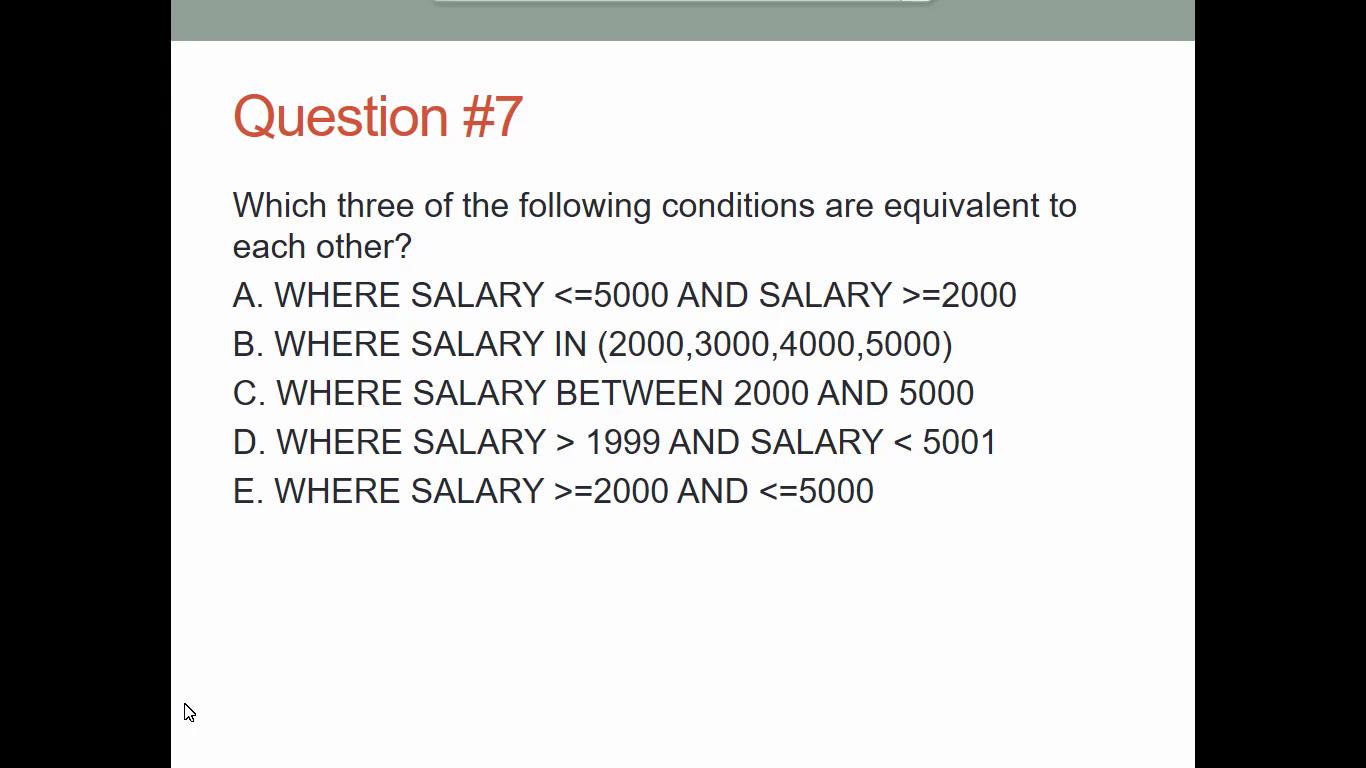 Question #7
Which three of the following conditions are equivalent to
each other?
A. WHERE SALARY <=5000 AND SALARY >=2000
B. WHERE SALARY IN (2000,3000,4000,5000)
C. WHERE SALARY BETWEEN 2000 AND 5000
D. WHERE SALARY > 1999 AND SALARY < 5001
E. WHERE SALARY >=2000 AND <=5000